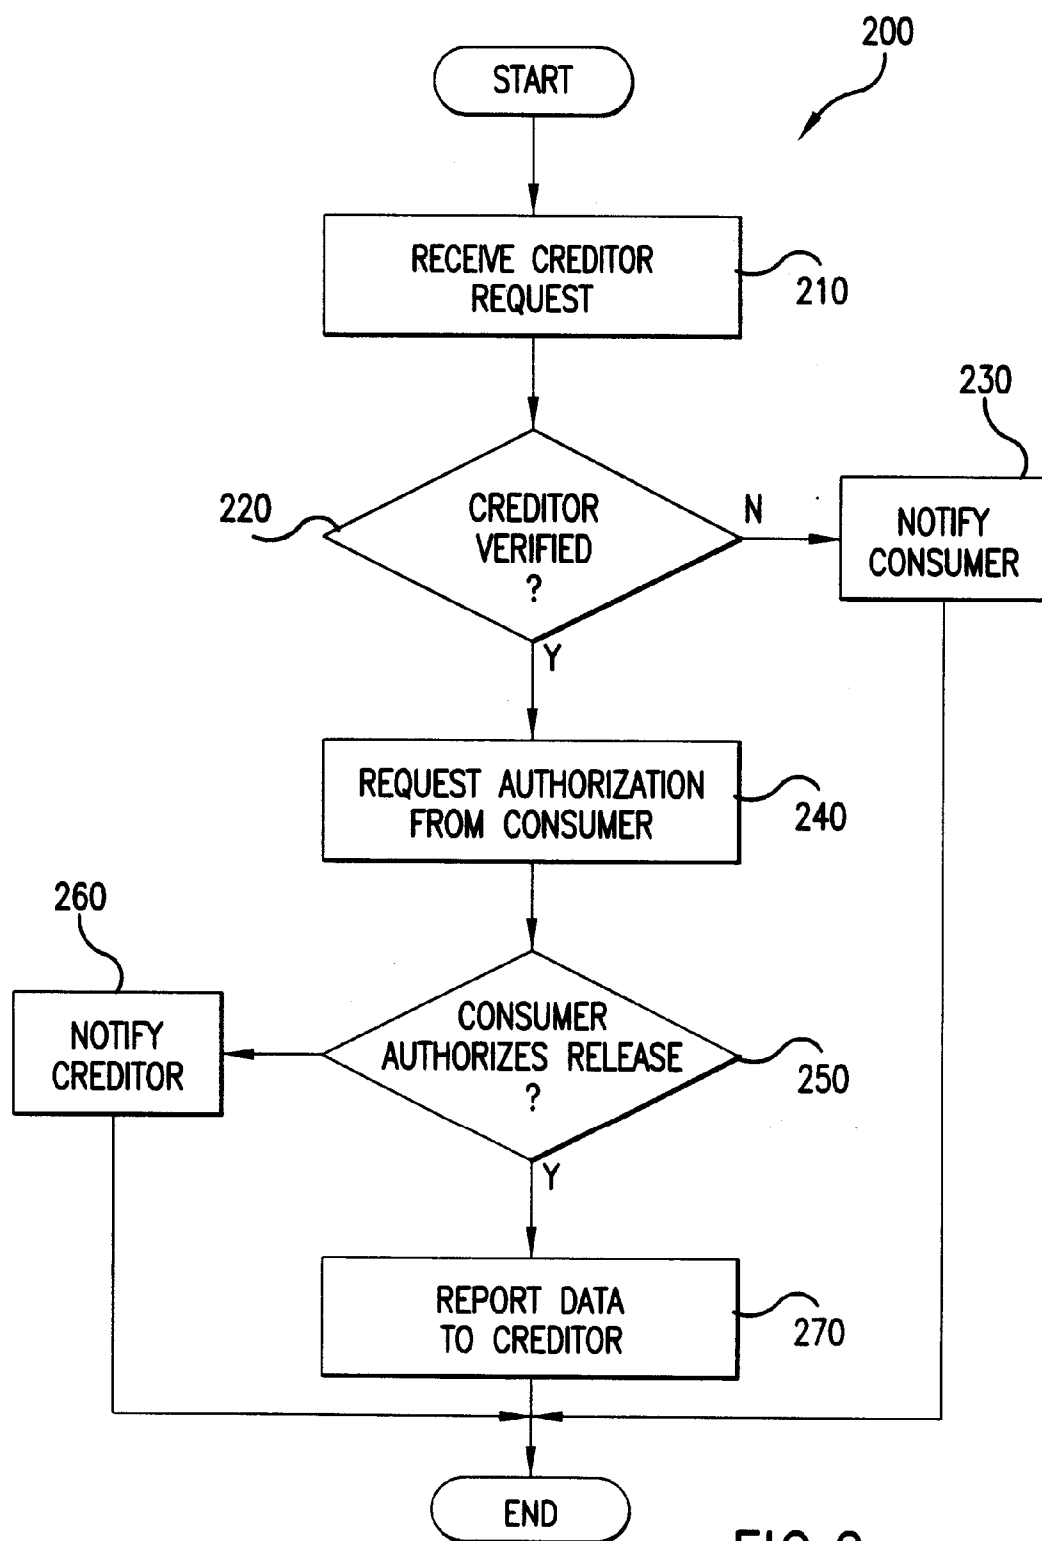 200
START
RECEIVE CREDITOR
REQUEST
210
230
220
CREDITOR
VERIFIED
?
N
NOTIFY
CONSUMER
Y
REQUEST AUTHORIZATION
FROM CONSUMER
240
260
NOTIFY
CREDITOR
CONSUMER
AUTHORIZES RELEASE
?
250
Y
REPORT DATA
TO CREDITOR
270
END